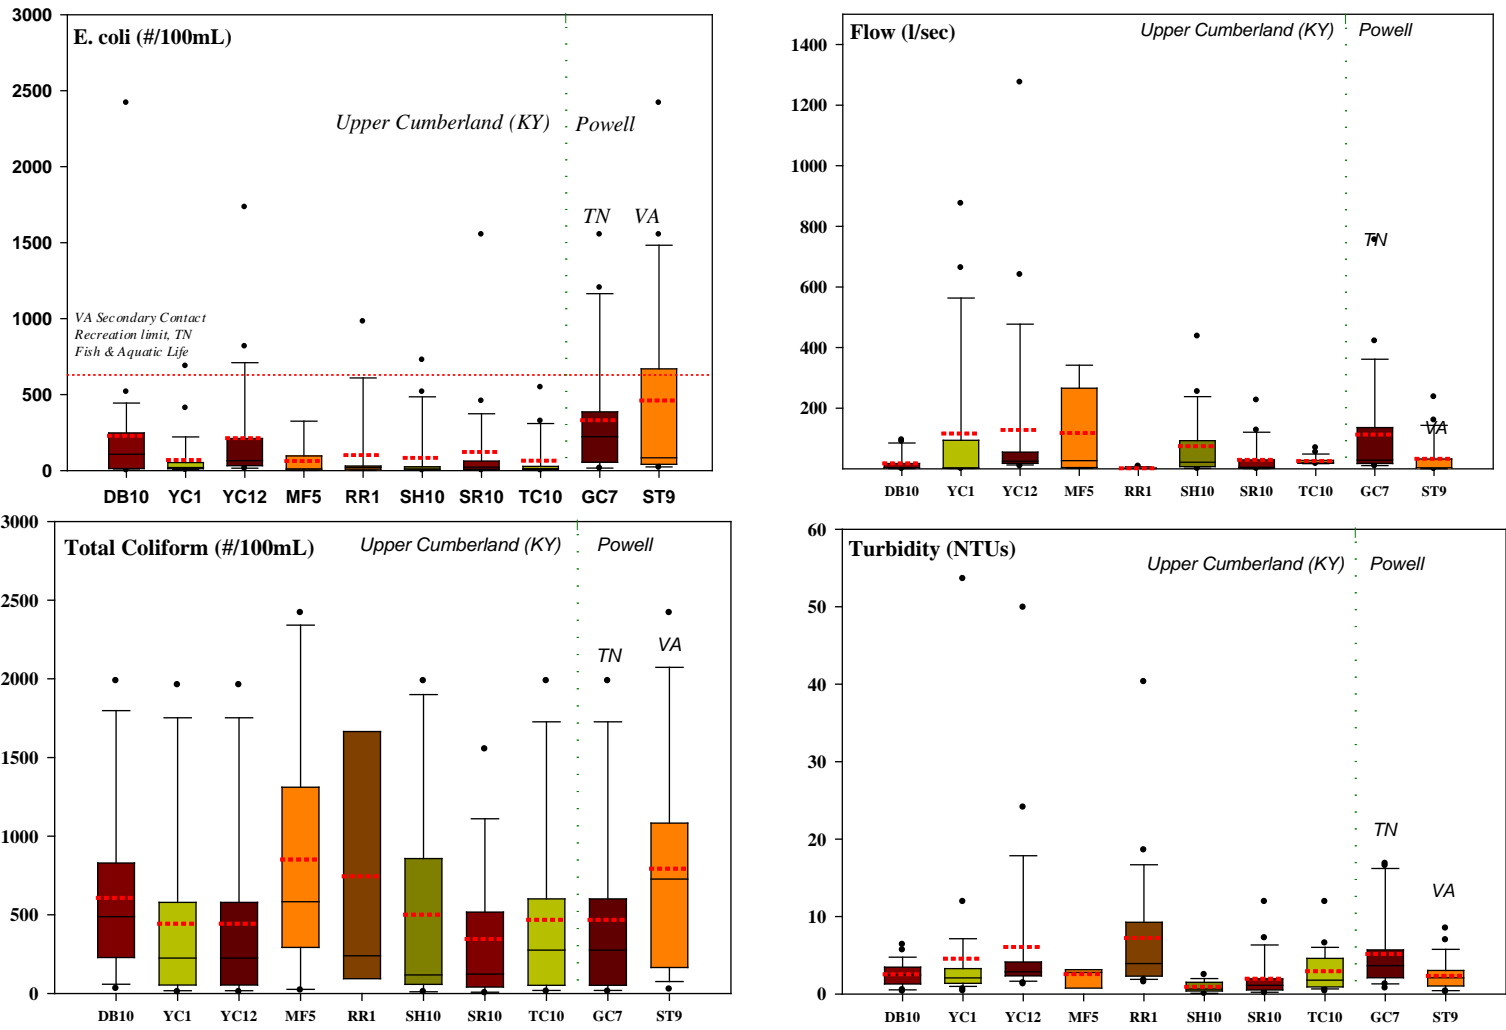 3000
E. coli (#/100mL)
2500
Upper Cumberland (KY) Powell
2000
TN VA
1500
VA Secondary Contact
Recreation limit, TN
Fish & Aquatic Life
1000
500
0
DB10 YC1 YC12 MF5 RR1 SH10 SR10 TC10 GC7 ST9
Flow (l/sec)
Upper Cumberland (KY) Powell
1400
1200
1000
800
TN
600
400
200
VA
DB10 YC1 YC12 MF5 RR1 SH10 SR10 TC10 GC7 ST9
3000
Total Coliform (#/100mL)
Upper Cumberland (KY) Powell
2500
TN VA
2000
1500
1000
500
0
DB10 YC1 YC12 MF5 RR1 SH10 SR10 TC10 GC7 ST9
60
Turbidity (NTUs)
Upper Cumberland (KY) Powell
50
40
30
20
TN
VA
10
0
DB10 YC1 YC12 MF5 RR1 SH10 SR10 TC10 GC7 ST9